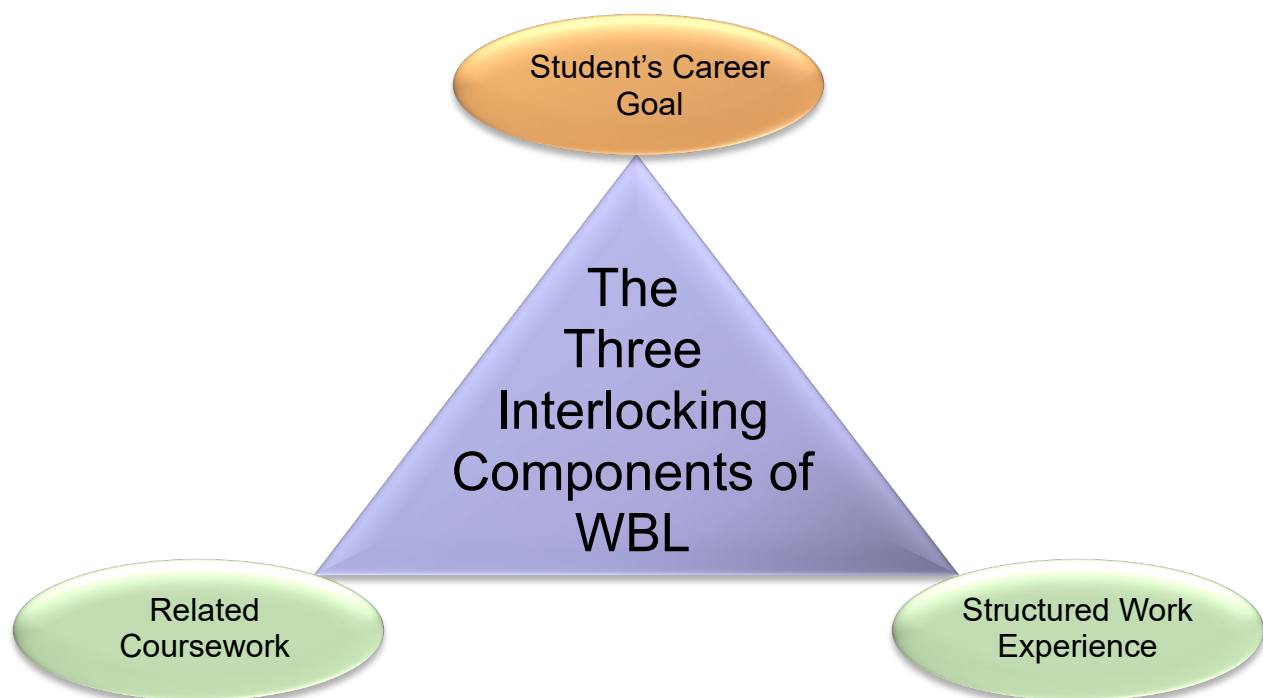 Student’s Career
Goal
The
Three
Interlocking
Components of
WBL
Related
Coursework
Structured Work
Experience